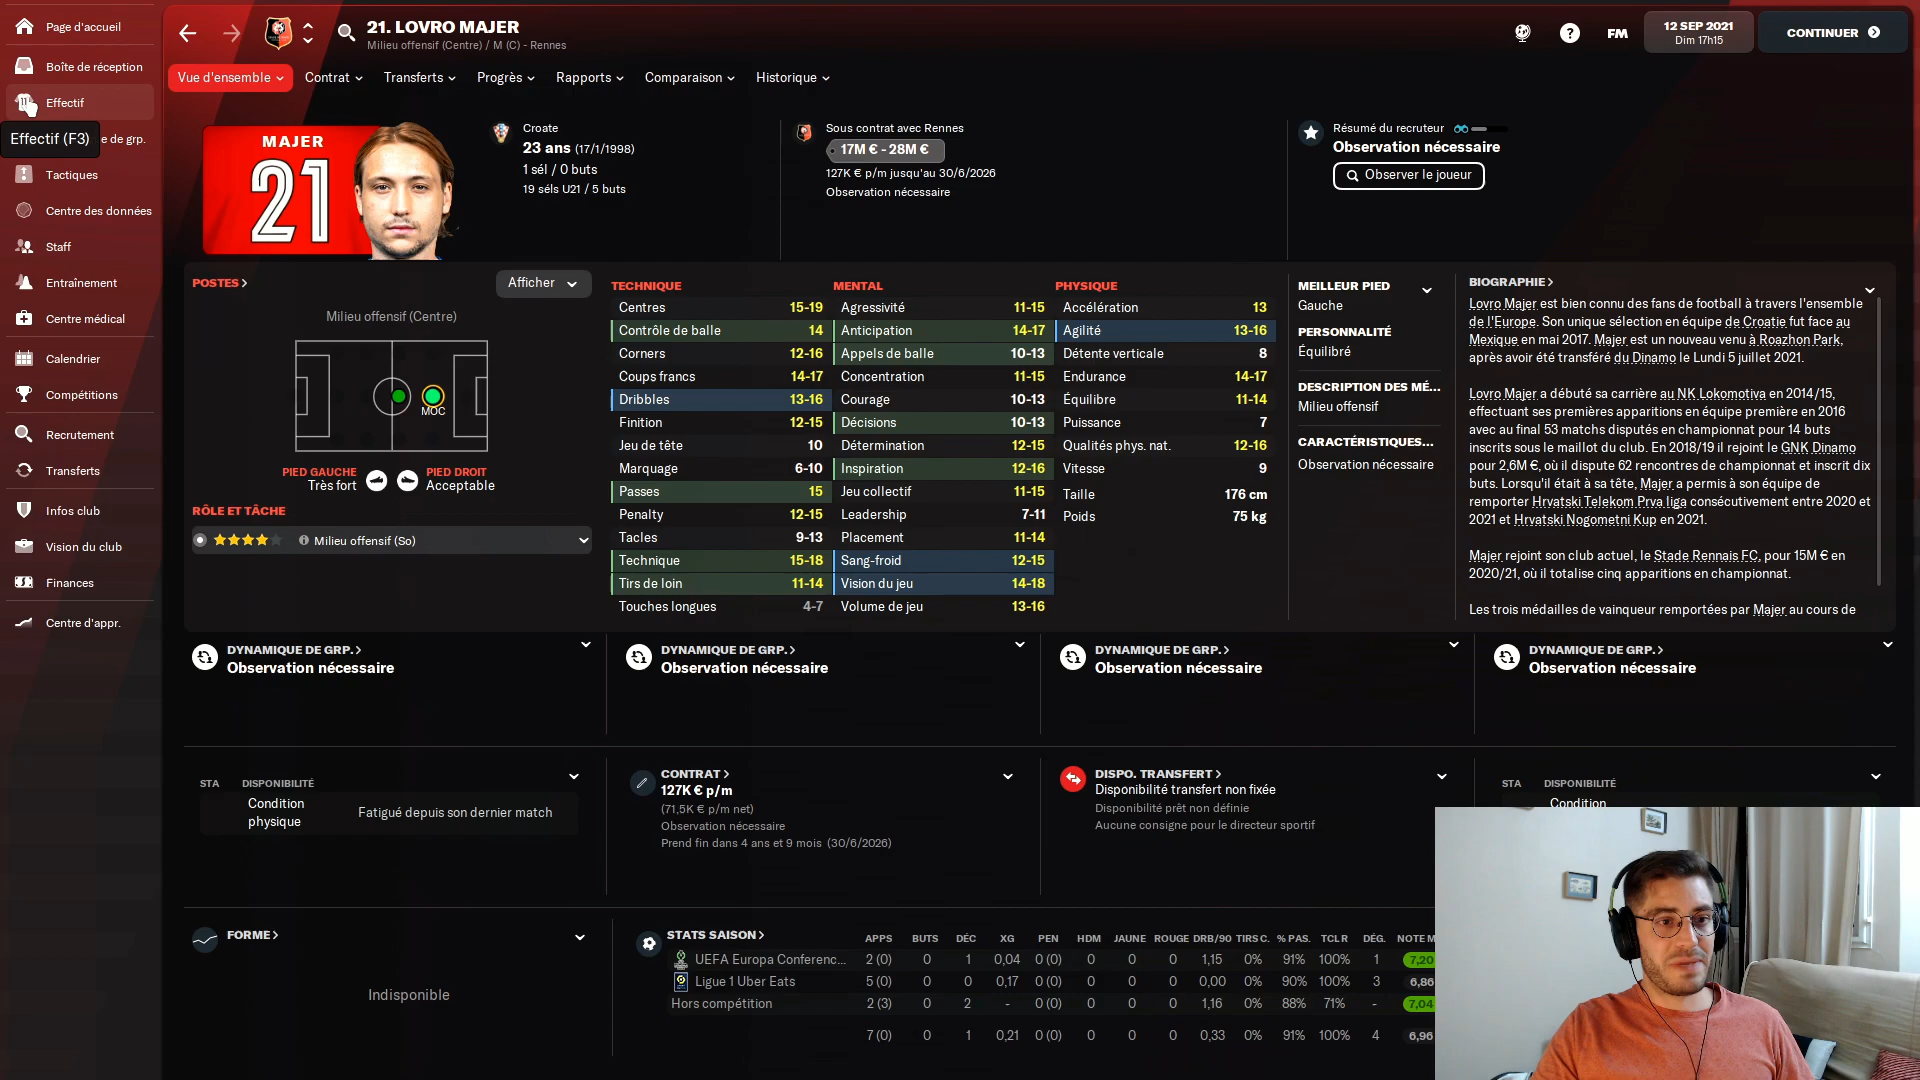 Page d'accueil
Boîte de réception
Effectif
Effectif (F3)
e de grp.
Tactiques
Centre des données
Staff
Entraînement
Centre médical
Calendrier
Compétitions
Recrutement
Transferts
Infos club
Vision du club
Finances
Centre d'appr.
21. LOVRO MAJER
Milieu offensif (Centre) / M (C) - Rennes
FM
12 SEP 2021
Dim 17h15
CONTINUER
Vue d'ensemble Contrat Transferts Progrès Rapports Comparaison Historique
MAJER
21
Croate
23 ans (17/1/1998)
1 sél / 0 buts
19 séls U21 / 5 buts
Sous contrat avec Rennes
17M € - 28M €
127K € p/m jusqu'au 30/6/2026
Observation nécessaire
Résumé du recruteur
Observation nécessaire
Observer le joueur
POSTES
Afficher
Milieu offensif (Centre)
MOC
PIED GAUCHE
Très fort
PIED DROIT
Acceptable
RÔLE ET TÂCHE
Milieu offensif (So)
TECHNIQUE
Centres 15-19
Contrôle de balle 14
Corners 12-16
Coups francs 14-17
Dribbles 13-16
Finition 12-15
Jeu de tête 10
Marquage 6-10
Passes 15
Penalty 12-15
Tacles 9-13
Technique 15-18
Tirs de loin 11-14
Touches longues 4-7
MENTAL
Agressivité 11-15
Anticipation 14-17
Appels de balle 10-13
Concentration 11-15
Courage 10-13
Décisions 10-13
Détermination 12-15
Inspiration 12-16
Jeu collectif 11-15
Leadership 7-11
Placement 11-14
Sang-froid 12-15
Vision du jeu 14-18
Volume de jeu 13-16
PHYSIQUE
Accélération 13
Agilité 13-16
Détente verticale 8
Endurance 14-17
Équilibre 11-14
Puissance 7
Qualités phys. nat. 12-16
Vitesse 9
Taille 176 cm
Poids 75 kg
MEILLEUR PIED
Gauche
PERSONNALITÉ
Équilibré
DESCRIPTION DES MÉ...
Milieu offensif
CARACTÉRISTIQUES...
Observation nécessaire
BIOGRAPHIE
Lovro Majer est bien connu des fans de football à travers l'ensemble
de l'Europe. Son unique sélection en équipe de Croatie fut face au
Mexique en mai 2017. Majer est un nouveau venu à Roazhon Park,
après avoir été transféré du Dinamo le Lundi 5 juillet 2021.
Lovro Majer a débuté sa carrière au NK Lokomotiva en 2014/15,
effectuant ses premières apparitions en équipe première en 2016
avec au final 53 matchs disputés en championnat pour 14 buts
inscrits sous le maillot du club. En 2018/19 il rejoint le GNK Dinamo
pour 2,6M €, où il dispute 62 rencontres de championnat et inscrit dix
buts. Lorsqu'il était à sa tête, Majer a permis à son équipe de
remporter Hrvatski Telekom Prva liga consécutivement entre 2020 et
2021 et Hrvatski Nogometni Kup en 2021.
Majer rejoint son club actuel, le Stade Rennais FC, pour 15M € en
2020/21, où il totalise cinq apparitions en championnat.
Les trois médailles de vainqueur remportées par Majer au cours de
DYNAMIQUE DE GRP.
Observation nécessaire
DYNAMIQUE DE GRP.
Observation nécessaire
DYNAMIQUE DE GRP.
Observation nécessaire
DYNAMIQUE DE GRP.
Observation nécessaire
STA DISPONIBILITÉ
Condition
physique
Fatigué depuis son dernier match
CONTRAT
127K € p/m
(71,5K € p/m net)
Observation nécessaire
Prend fin dans 4 ans et 9 mois (30/6/2026)
DISPO. TRANSFERT
Disponibilité transfert non fixée
Disponibilité prêt non définie
Aucune consigne pour le directeur sportif
STA DISPONIBILITÉ
Condition
FORME
Indisponible
STATS SAISON APPS BUTS DÉC XG PEN HDM JAUNE ROUGE DRB/90 TIRS C. % PAS. TCL R DÉG. NOTE M
UEFA Europa Conferenc... 2 (0) 0 1 0,04 0 (0) 0 0 0 1,15 0% 91% 100% 1 7,20
Ligue 1 Uber Eats 5 (0) 0 0 0,17 0 (0) 0 0 0 0,00 0% 90% 100% 3 6,86
Hors compétition 2 (3) 0 2 - 0 (0) 0 0 0 1,16 0% 88% 71% - 7,04
7 (0) 0 1 0,21 0 (0) 0 0 0 0,33 0% 91% 100% 4 6,96